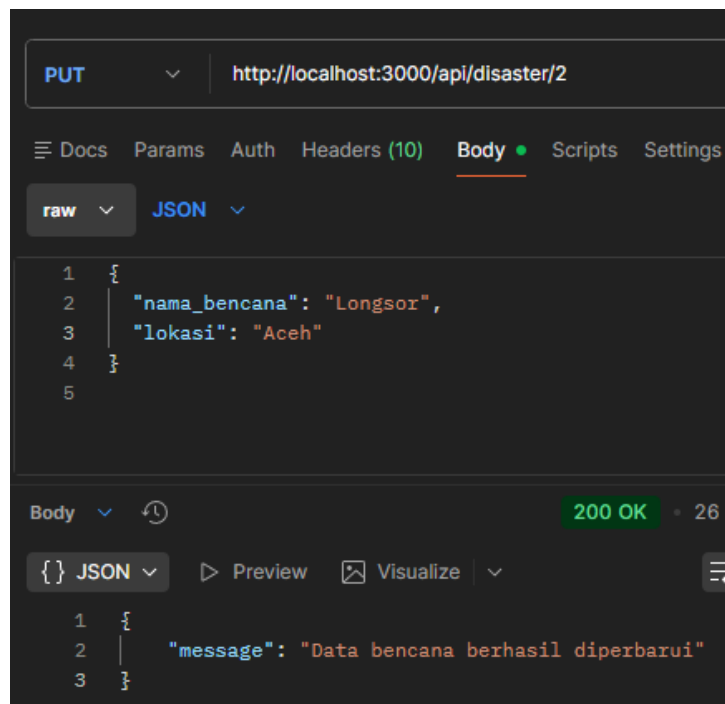 PUT http://localhost:3000/api/disaster/2
Docs Params Auth Headers (10) Body Scripts Settings
raw JSON
1 {
2 "nama_bencana": "Longsor",
3 "lokasi": "Aceh"
4 }
5
Body 200 OK 26
{} JSON Preview Visualize
1 {
2 "message": "Data bencana berhasil diperbarui"
3 }